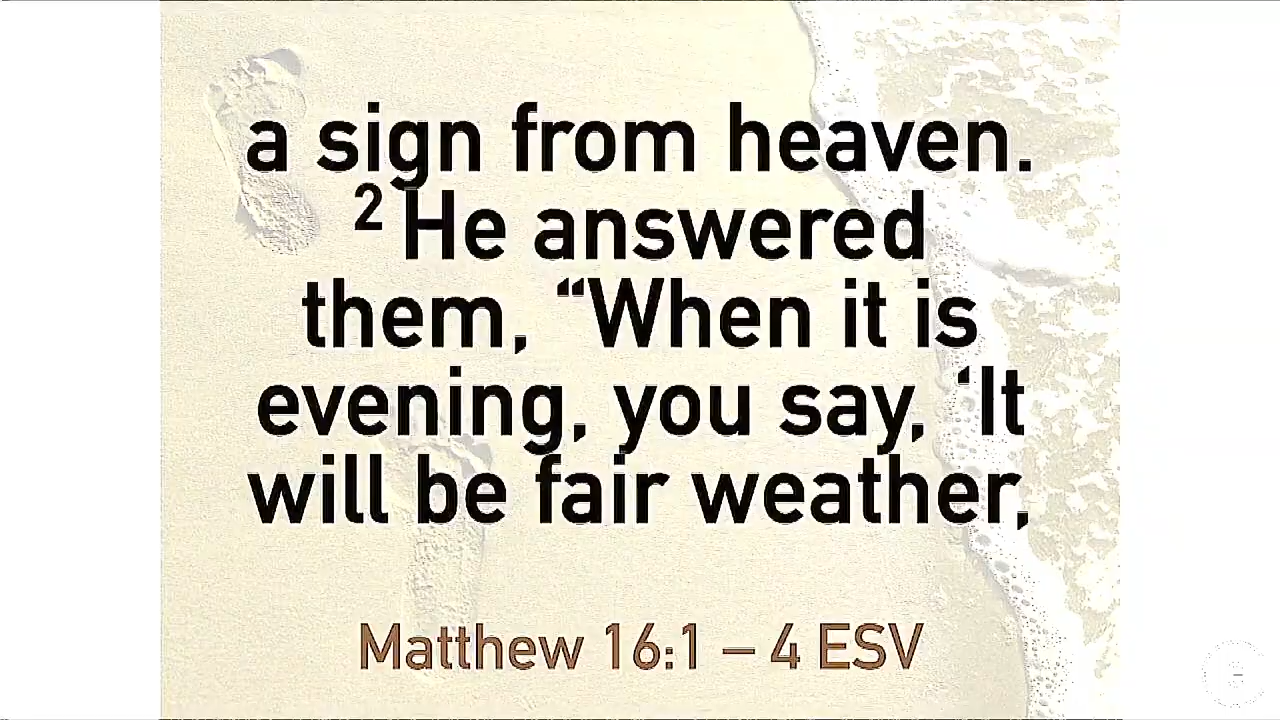 a sign from heaven.
² He answered
them, “When it is
evening, you say, ‘It
will be fair weather,
Matthew 16:1 – 4 ESV